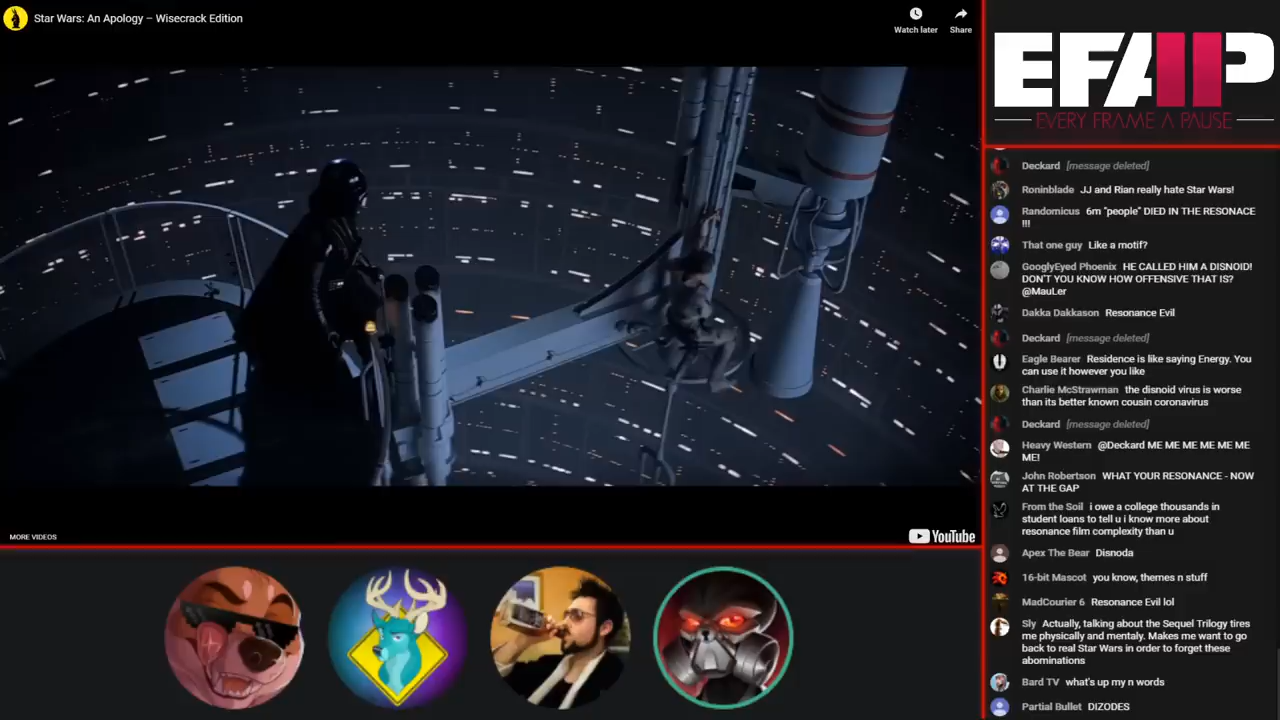 Star Wars: An Apology – Wisecrack Edition
Watch later
Share
MORE VIDEOS
YouTube
EFAP
EVERY FRAME A PAUSE
Deckard [message deleted]
Roninblade JJ and Rian really hate Star Wars!
Randomicus 6m "people" DIED IN THE RESONACE
!!!
That one guy Like a motif?
GooglyEyed Phoenix HE CALLED HIM A DISNOID!
DON'T YOU KNOW HOW OFFENSIVE THAT IS?
@MauLer
Dakka Dakkason Resonance Evil
Deckard [message deleted]
Eagle Bearer Residence is like saying Energy. You
can use it however you like
Charlie McStrawman the disnoid virus is worse
than its better known cousin coronavirus
Deckard [message deleted]
Heavy Western @Deckard ME ME ME ME ME ME
ME!
John Robertson WHAT YOUR RESONANCE - NOW
AT THE GAP
From the Soil i owe a college thousands in
student loans to tell u i know more about
resonance film complexity than u
Apex The Bear Disnoda
16-bit Mascot you know, themes n stuff
MadCourier 6 Resonance Evil lol
Sly Actually, talking about the Sequel Trilogy tires
me physically and mentaly. Makes me want to go
back to real Star Wars in order to forget these
abominations
Bard TV what's up my n words
Partial Bullet DIZODES